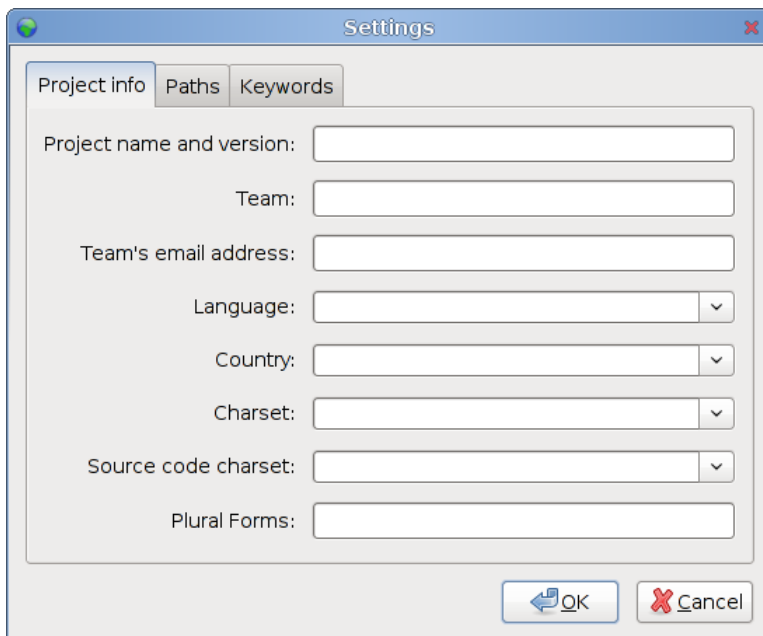 Settings
Project info Paths Keywords
Project name and version:
Team:
Team's email address:
Language:
Country:
Charset:
Source code charset:
Plural Forms:
OK Cancel